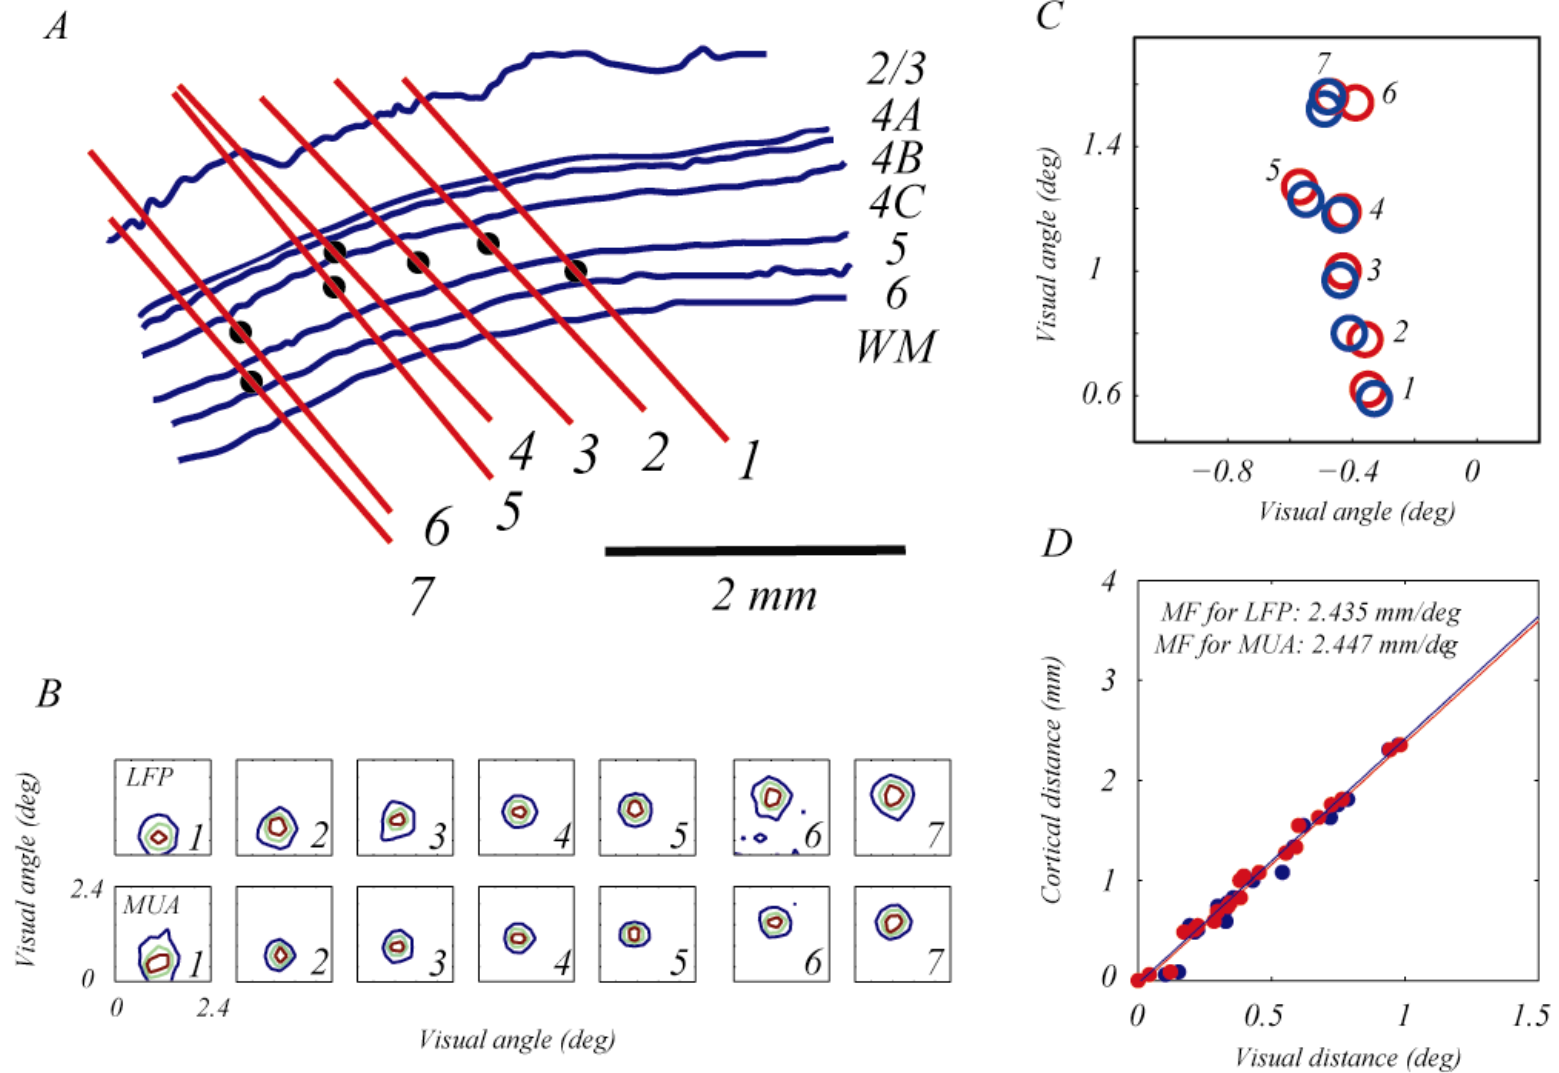 A
2/3
4A
4B
4C
5
6
WM
4
3
2
1
6
5
7
2 mm
B
LFP
1
2
3
4
5
6
7
MUA
1
2
3
4
5
6
7
2.4
0
0
2.4
Visual angle (deg)
Visual angle (deg)
C
7
6
5
4
3
2
1
1.4
1
0.6
−0.8
−0.4
0
Visual angle (deg)
Visual angle (deg)
D
MF for LFP: 2.435 mm/deg
MF for MUA: 2.447 mm/deg
4
3
2
1
0
0
0.5
1
1.5
Cortical distance (mm)
Visual distance (deg)